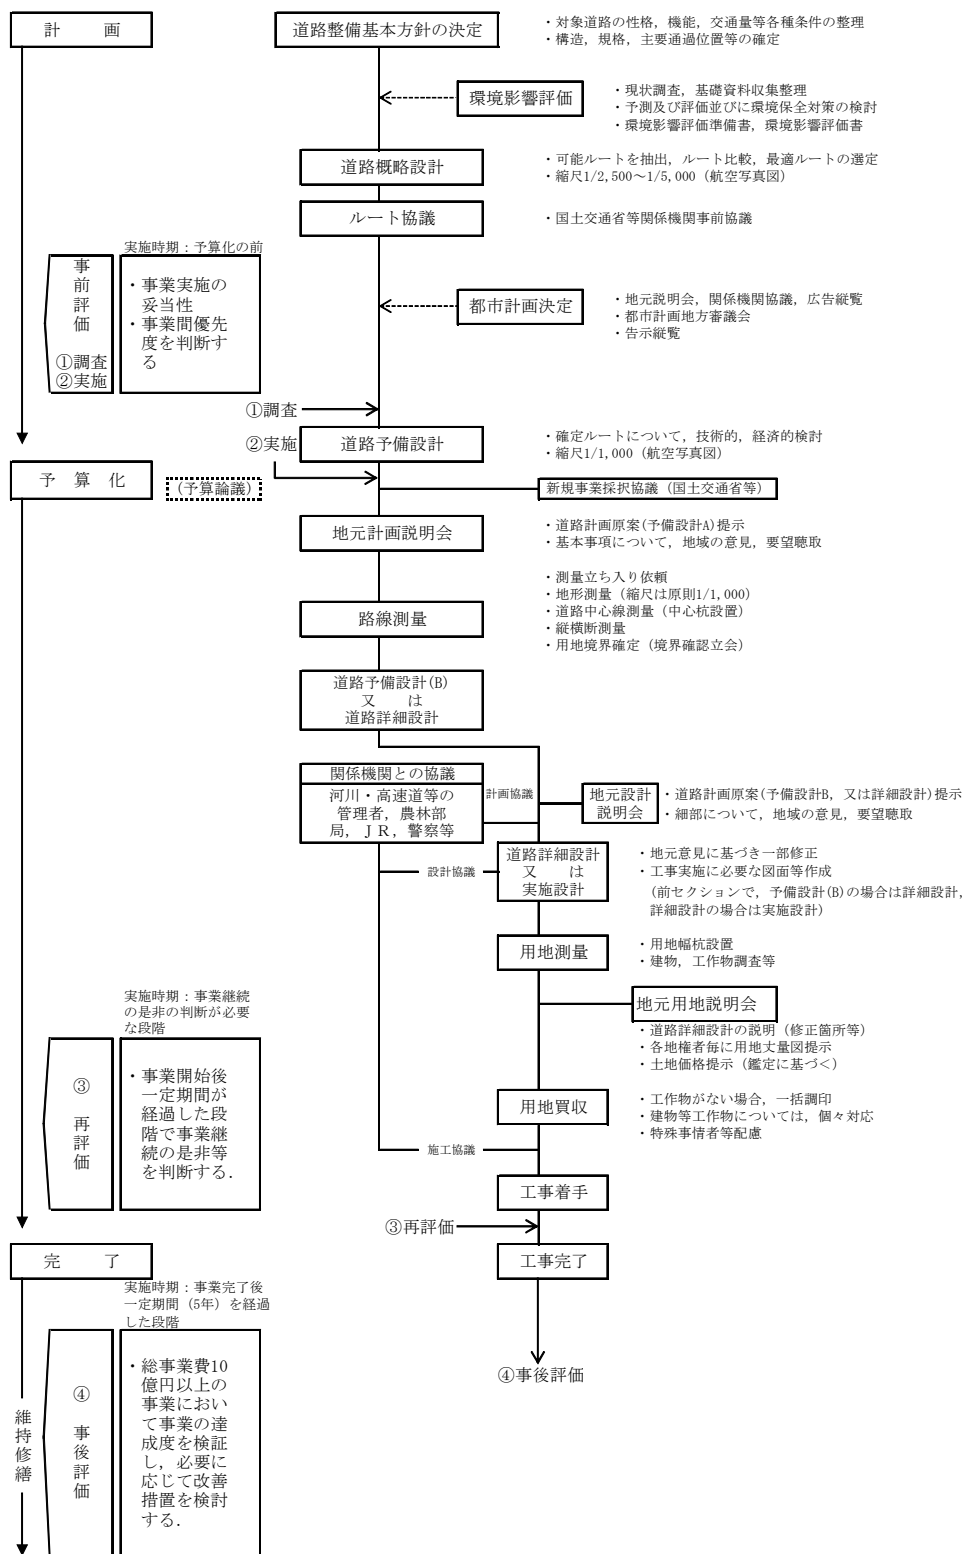 計　　画
道路整備基本方針の決定
・対象道路の性格，機能，交通量等各種条件の整理
・構造，規格，主要通過位置等の確定
環境影響評価
・現状調査，基礎資料収集整理
・予測及び評価並びに環境保全対策の検討
・環境影響評価準備書，環境影響評価書
道路概略設計
・可能ルートを抽出，ルート比較，最適ルートの選定
・縮尺1/2,500～1/5,000（航空写真図）
ルート協議
・国土交通省等関係機関事前協議
実施時期：予算化の前
事前評価
①調査
②実施
・事業実施の
妥当性
・事業間優先
度を判断す
る
都市計画決定
・地元説明会，関係機関協議，広告縦覧
・都市計画地方審議会
・告示縦覧
①調査
②実施
道路予備設計
・確定ルートについて，技術的，経済的検討
・縮尺1/1,000（航空写真図）
予　算　化
（予算論議）
新規事業採択協議（国土交通省等）
地元計画説明会
・道路計画原案(予備設計A)提示
・基本事項について，地域の意見，要望聴取
路線測量
・測量立ち入り依頼
・地形測量（縮尺は原則1/1,000）
・道路中心線測量（中心杭設置）
・縦横断測量
・用地境界確定（境界確認立会）
道路予備設計(B)
又　　は
道路詳細設計
関係機関との協議
河川・高速道等の
管理者，農林部
局，ＪＲ，警察等
計画協議
地元設計
説明会
・道路計画原案(予備設計B，又は詳細設計)提示
・細部について，地域の意見，要望聴取
設計協議
道路詳細設計
又　　は
実施設計
・地元意見に基づき一部修正
・工事実施に必要な図面等作成
(前セクションで，予備設計(B)の場合は詳細設計，
詳細設計の場合は実施設計)
用地測量
・用地幅杭設置
・建物，工作物調査等
地元用地説明会
・道路詳細設計の説明（修正箇所等）
・各地権者毎に用地丈量図提示
・土地価格提示（鑑定に基づく）
実施時期：事業継続
の是非の判断が必要
な段階
③
再評価
・事業開始後
一定期間が
経過した段
階で事業継
続の是非等
を判断する．
用地買収
・工作物がない場合，一括調印
・建物等工作物については，個々対応
・特殊事情者等配慮
施工協議
工事着手
③再評価
完　　了
工事完了
実施時期：事業完了後
一定期間（5年）を経過
した段階
④事後評価
維持修繕
④
事後評価
・総事業費10
億円以上の
事業におい
て事業の達
成度を検証
し，必要に
応じて改善
措置を検討
する．